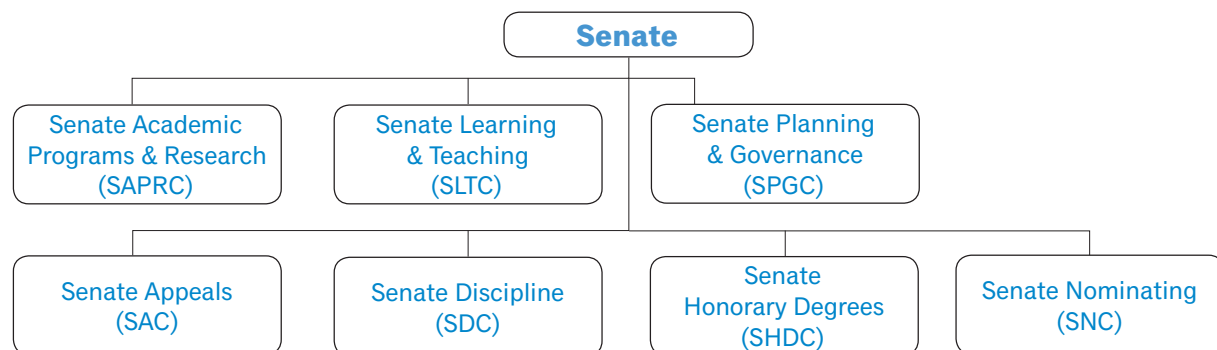 Senate
Senate Academic
Programs & Research
(SAPRC)
Senate Learning
& Teaching
(SLTC)
Senate Planning
& Governance
(SPGC)
Senate Appeals
(SAC)
Senate Discipline
(SDC)
Senate
Honorary Degrees
(SHDC)
Senate Nominating
(SNC)